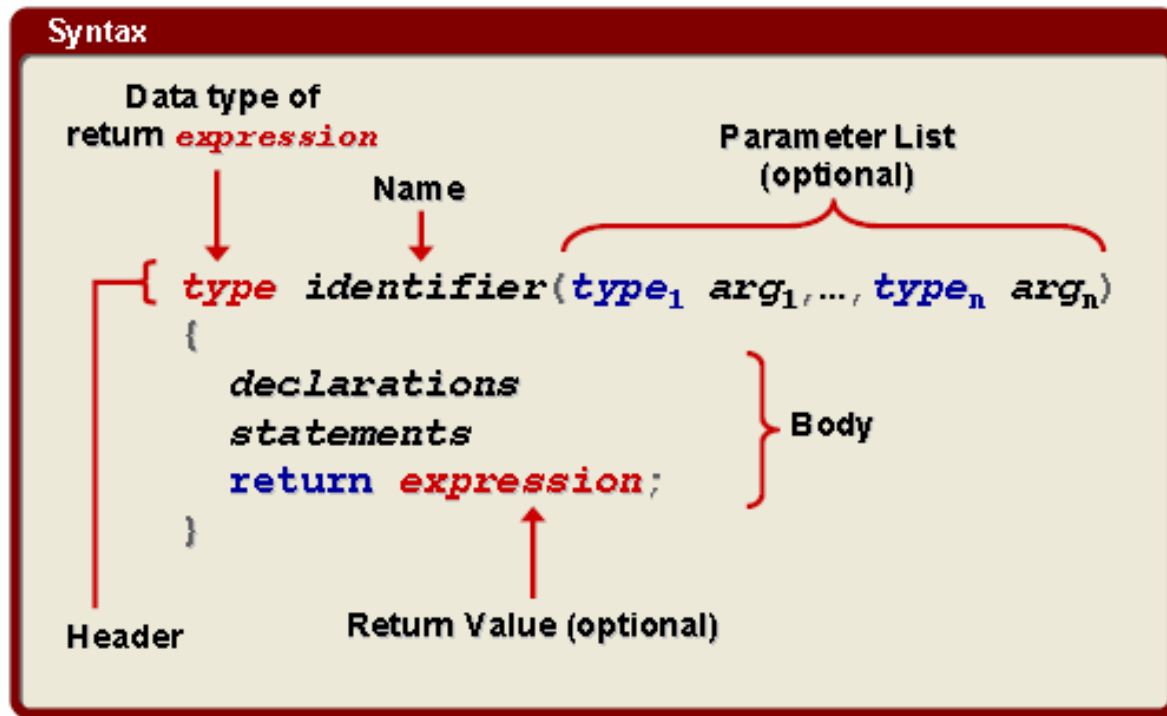 Syntax
Data type of
return expression
Name
Parameter List
(optional)
type identifier(type1 arg1,…,typen argn)
{
declarations
statements
return expression;
}
Body
Header
Return Value (optional)